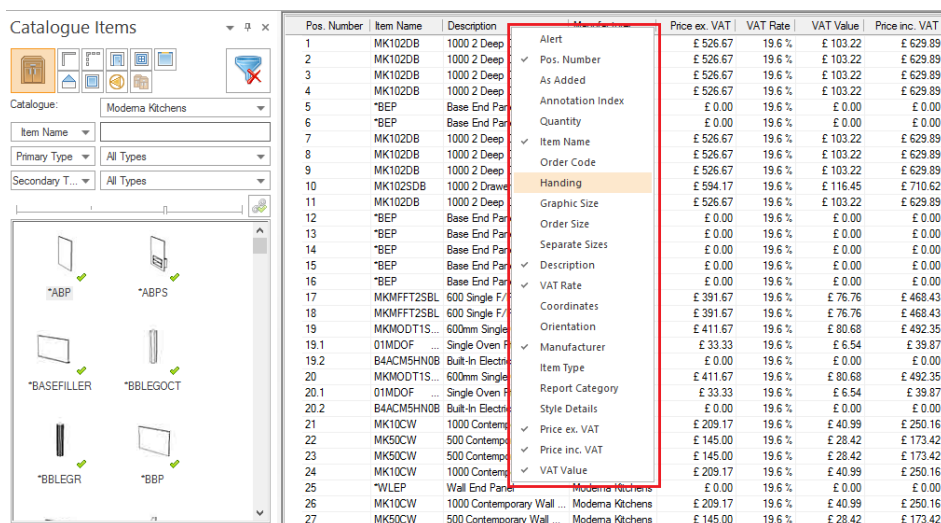 Catalogue Items
Catalogue: Moderna Kitchens
Item Name
Primary Type All Types
Secondary T... All Types
*ABP *ABPS
*BASEFILLER *BBLEGOCT
*BBLEGR *BBP
Pos. Number Item Name Description Manufacturer Price ex. VAT VAT Rate VAT Value Price inc. VAT
1 MK102DB 1000 2 Deep £ 526.67 19.6 % £ 103.22 £ 629.89
2 MK102DB 1000 2 Deep £ 526.67 19.6 % £ 103.22 £ 629.89
3 MK102DB 1000 2 Deep £ 526.67 19.6 % £ 103.22 £ 629.89
4 MK102DB 1000 2 Deep £ 526.67 19.6 % £ 103.22 £ 629.89
5 *BEP Base End Pan £ 0.00 19.6 % £ 0.00 £ 0.00
6 *BEP Base End Pan £ 0.00 19.6 % £ 0.00 £ 0.00
7 MK102DB 1000 2 Deep £ 526.67 19.6 % £ 103.22 £ 629.89
8 MK102DB 1000 2 Deep £ 526.67 19.6 % £ 103.22 £ 629.89
9 MK102DB 1000 2 Deep £ 526.67 19.6 % £ 103.22 £ 629.89
10 MK102SDB 1000 2 Drawe £ 594.17 19.6 % £ 116.45 £ 710.62
11 MK102DB 1000 2 Deep £ 526.67 19.6 % £ 103.22 £ 629.89
12 *BEP Base End Pan £ 0.00 19.6 % £ 0.00 £ 0.00
13 *BEP Base End Pan £ 0.00 19.6 % £ 0.00 £ 0.00
14 *BEP Base End Pan £ 0.00 19.6 % £ 0.00 £ 0.00
15 *BEP Base End Pan £ 0.00 19.6 % £ 0.00 £ 0.00
16 *BEP Base End Pan £ 0.00 19.6 % £ 0.00 £ 0.00
17 MKMFFT2SBL 600 Single F/F £ 391.67 19.6 % £ 76.76 £ 468.43
18 MKMFFT2SBL 600 Single F/F £ 391.67 19.6 % £ 76.76 £ 468.43
19 MKMODT1S... 600mm Single £ 411.67 19.6 % £ 80.68 £ 492.35
19.1 01MDOF ... Single Oven F £ 33.33 19.6 % £ 6.54 £ 39.87
19.2 B4ACM5HN0B Built-In Electric £ 0.00 19.6 % £ 0.00 £ 0.00
20 MKMODT1S... 600mm Single £ 411.67 19.6 % £ 80.68 £ 492.35
20.1 01MDOF ... Single Oven F £ 33.33 19.6 % £ 6.54 £ 39.87
20.2 B4ACM5HN0B Built-In Electric £ 0.00 19.6 % £ 0.00 £ 0.00
21 MK10CW 1000 Contemp £ 209.17 19.6 % £ 40.99 £ 250.16
22 MK50CW 500 Contempo £ 145.00 19.6 % £ 28.42 £ 173.42
23 MK50CW 500 Contempo £ 145.00 19.6 % £ 28.42 £ 173.42
24 MK10CW 1000 Contemp £ 209.17 19.6 % £ 40.99 £ 250.16
25 *WLEP Wall End Panel Moderna Kitchens £ 0.00 19.6 % £ 0.00 £ 0.00
26 MK10CW 1000 Contemporary Wall ... Moderna Kitchens £ 209.17 19.6 % £ 40.99 £ 250.16
27 MK50CW 500 Contemporary Wall ... Moderna Kitchens £ 145.00 19.6 % £ 28.42 £ 173.42
Alert
Pos. Number
As Added
Annotation Index
Quantity
Item Name
Order Code
Handing
Graphic Size
Order Size
Separate Sizes
Description
VAT Rate
Coordinates
Orientation
Manufacturer
Item Type
Report Category
Style Details
Price ex. VAT
Price inc. VAT
VAT Value